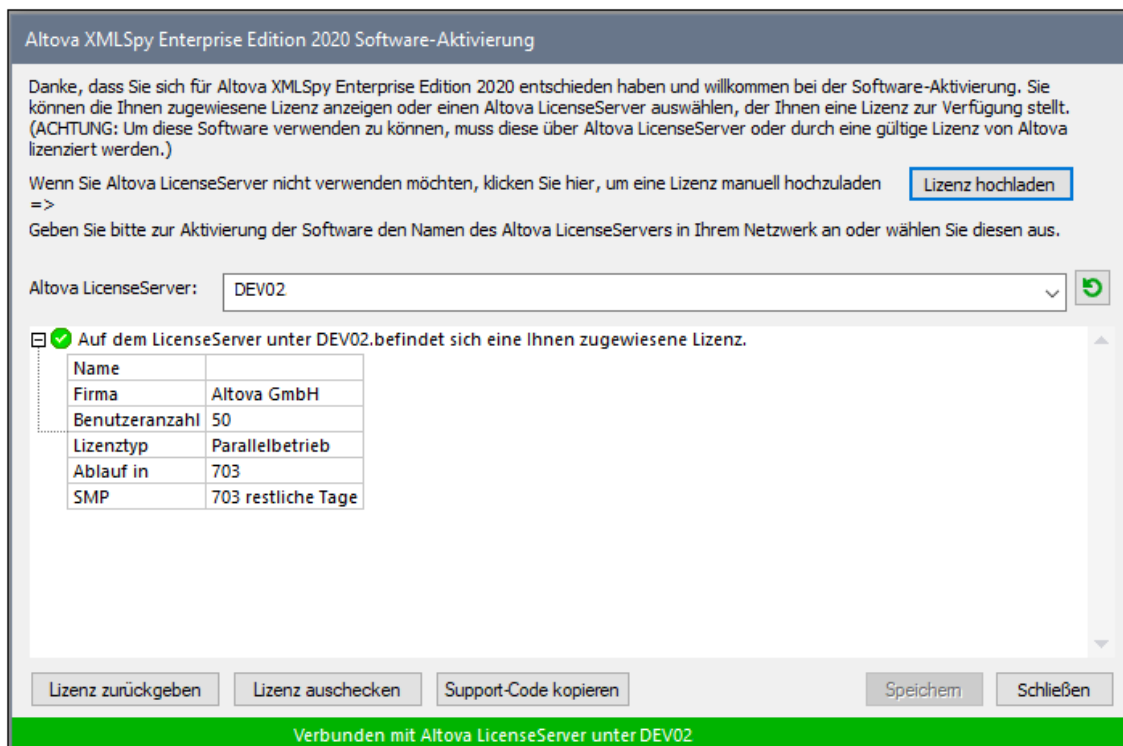 Altova XMLSpy Enterprise Edition 2020 Software-Aktivierung
Danke, dass Sie sich für Altova XMLSpy Enterprise Edition 2020 entschieden haben und willkommen bei der Software-Aktivierung. Sie
können die Ihnen zugewiesene Lizenz anzeigen oder einen Altova LicenseServer auswählen, der Ihnen eine Lizenz zur Verfügung stellt.
(ACHTUNG: Um diese Software verwenden zu können, muss diese über Altova LicenseServer oder durch eine gültige Lizenz von Altova
lizenziert werden.)
Wenn Sie Altova LicenseServer nicht verwenden möchten, klicken Sie hier, um eine Lizenz manuell hochzuladen Lizenz hochladen
=>
Geben Sie bitte zur Aktivierung der Software den Namen des Altova LicenseServers in Ihrem Netzwerk an oder wählen Sie diesen aus.
Altova LicenseServer: DEV02
Auf dem LicenseServer unter DEV02.befindet sich eine Ihnen zugewiesene Lizenz.
Name
Firma Altova GmbH
Benutzeranzahl 50
Lizenztyp Parallelbetrieb
Ablauf in 703
SMP 703 restliche Tage
Lizenz zurückgeben Lizenz auschecken Support-Code kopieren Speichern Schließen
Verbunden mit Altova LicenseServer unter DEV02